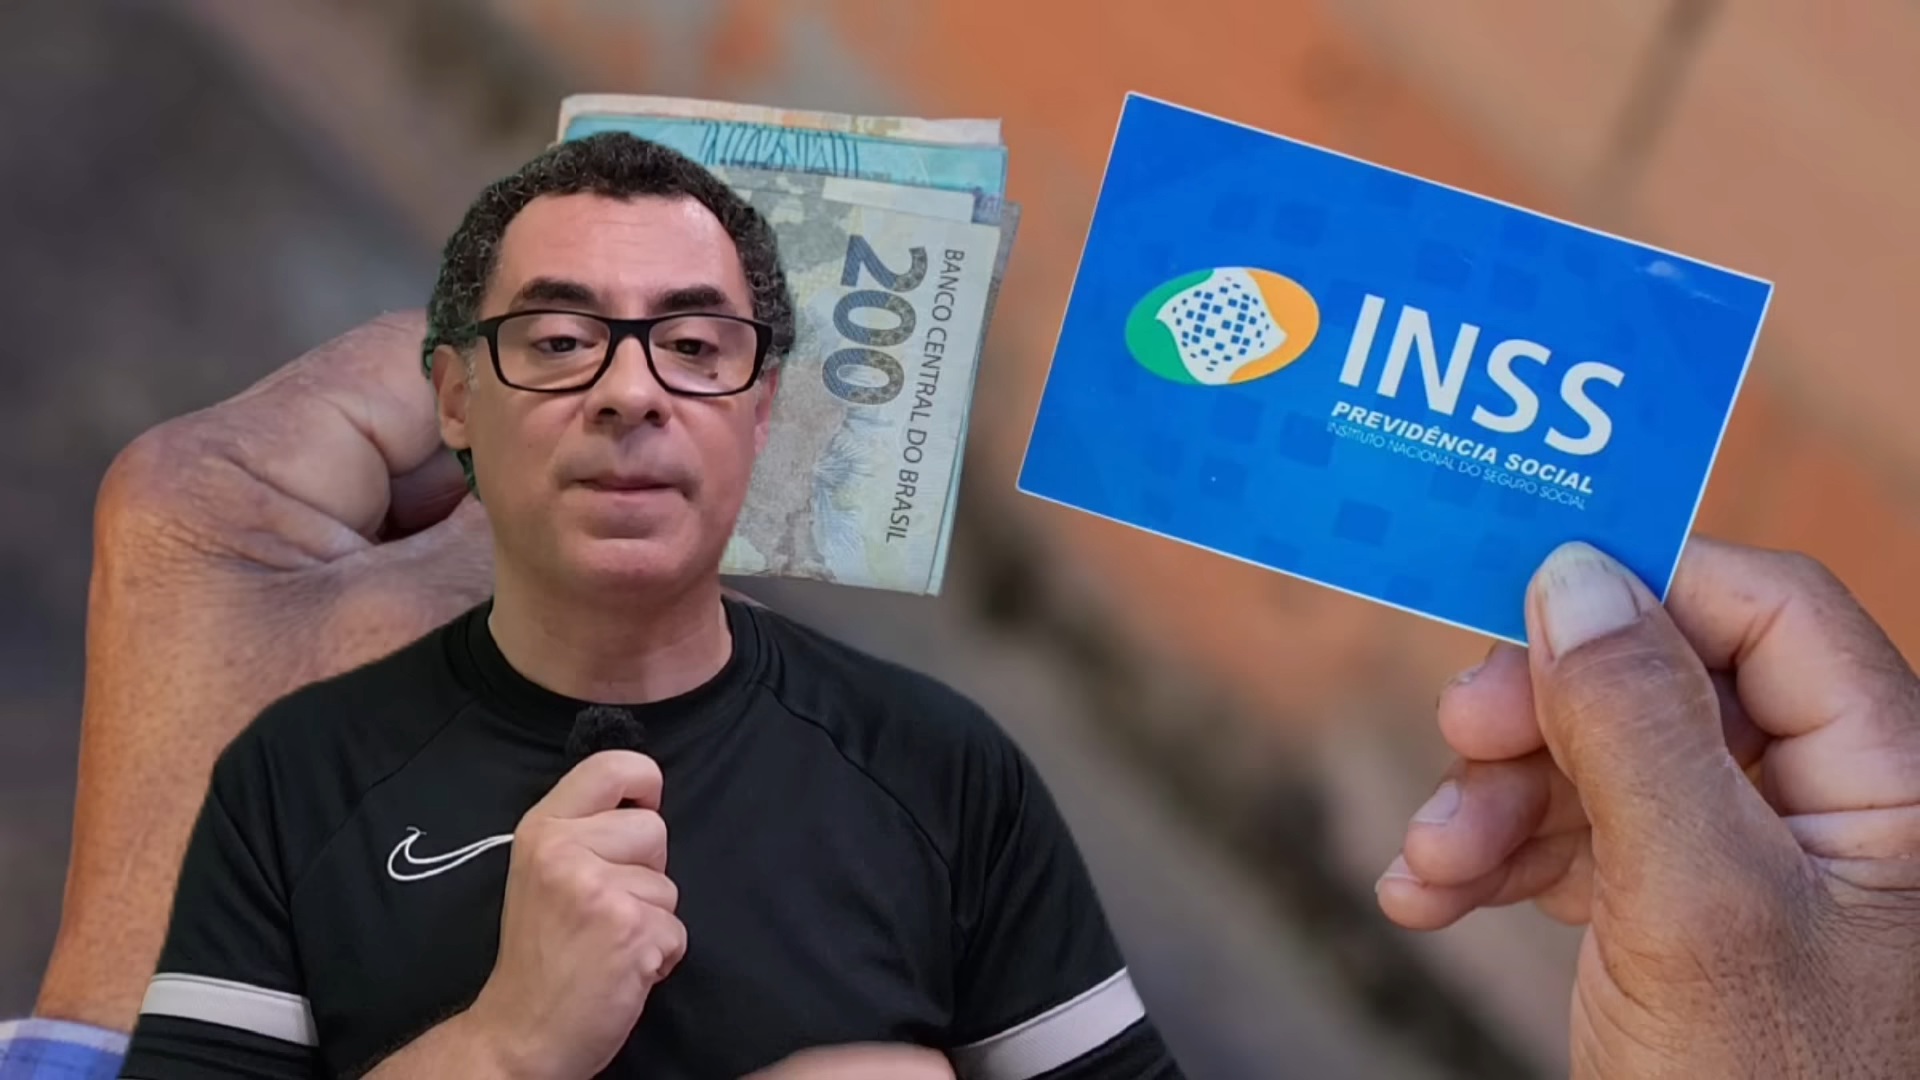 200
BANCO CENTRAL DO BRASIL
INSS
PREVIDÊNCIA SOCIAL
INSTITUTO NACIONAL DO SEGURO SOCIAL